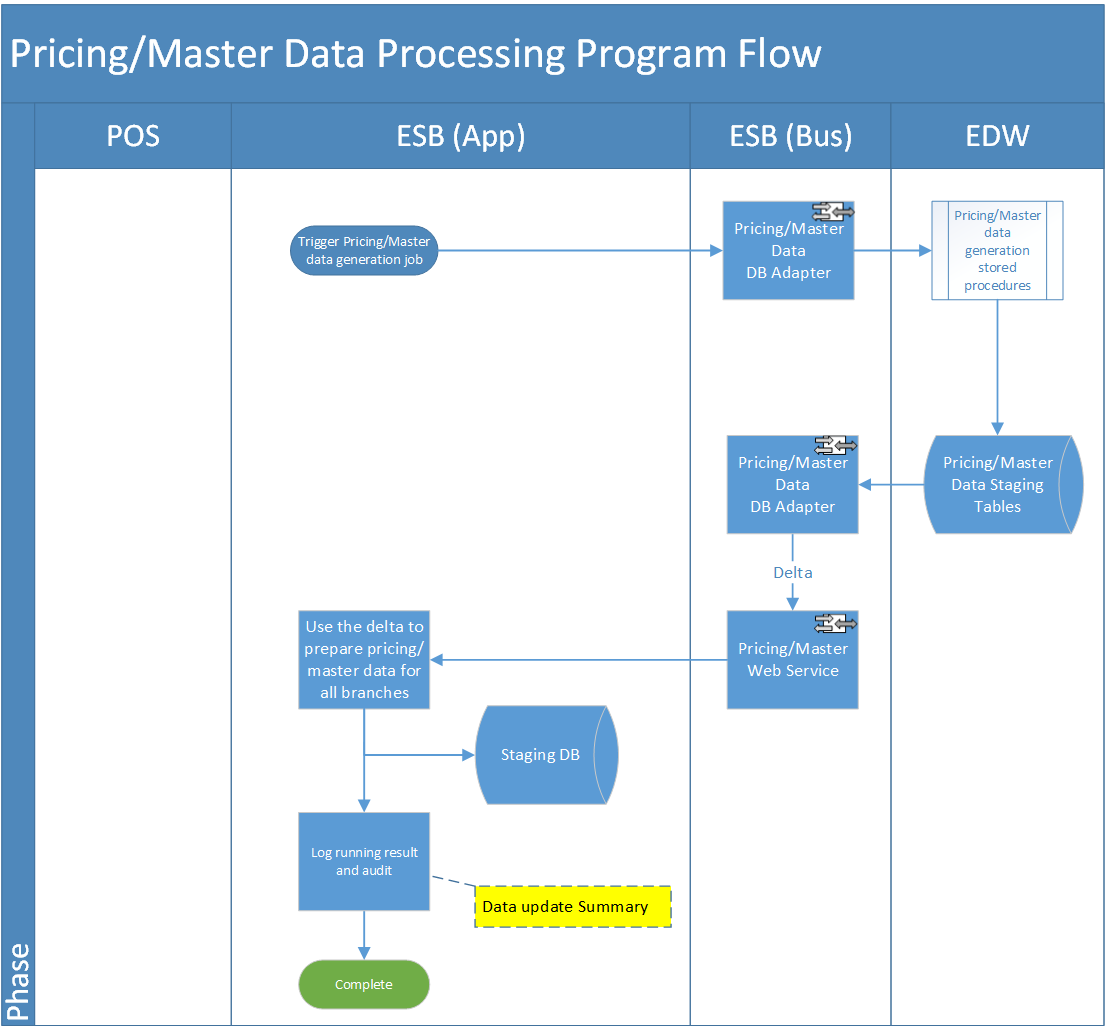 Pricing/Master Data Processing Program Flow
POS
ESB (App)
ESB (Bus)
EDW
Phase
Trigger Pricing/Master
data generation job
Pricing/Master
Data
DB Adapter
Pricing/Master
data
generation
stored
procedures
Pricing/Master
Data
DB Adapter
Pricing/Master
Data Staging
Tables
Delta
Use the delta to
prepare pricing/
master data for
all branches
Pricing/Master
Web Service
Staging DB
Log running result
and audit
Data update Summary
Complete